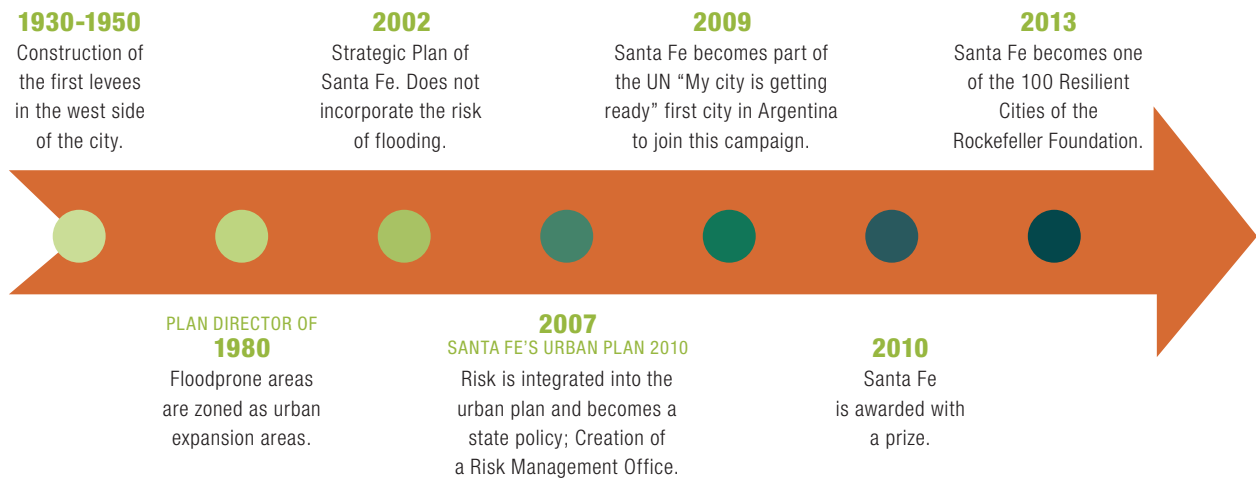 1930-1950
Construction of
the first levees
in the west side
of the city.
PLAN DIRECTOR OF
1980
Floodprone areas
are zoned as urban
expansion areas.
2002
Strategic Plan of
Santa Fe. Does not
incorporate the risk
of flooding.
2007
SANTA FE'S URBAN PLAN 2010
Risk is integrated into the
urban plan and becomes a
state policy; Creation of
a Risk Management Office.
2009
Santa Fe becomes part of
the UN “My city is getting
ready” first city in Argentina
to join this campaign.
2010
Santa Fe
is awarded with
a prize.
2013
Santa Fe becomes one
of the 100 Resilient
Cities of the
Rockefeller Foundation.